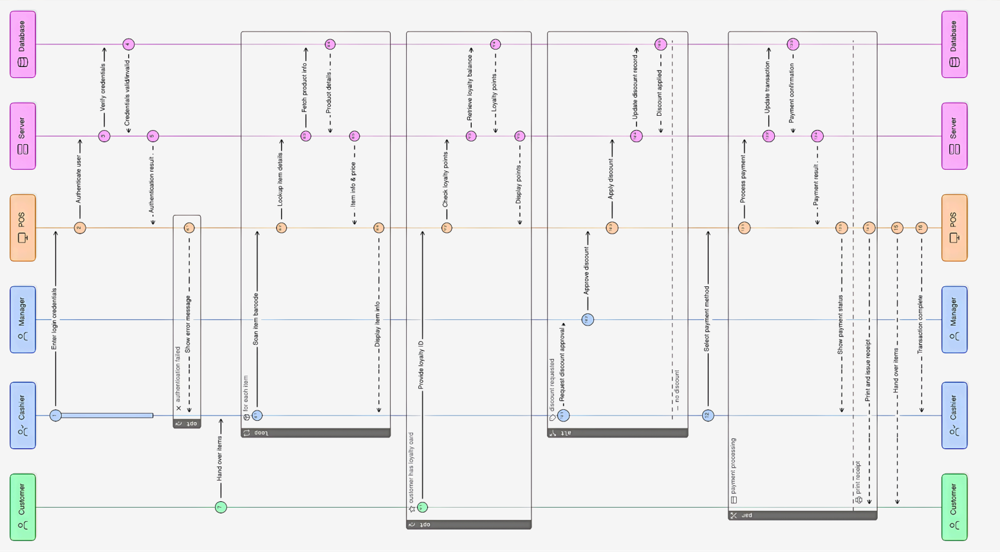 Customer
Cashier
Manager
POS
Server
Database
1
Enter login credentials
2
Authenticate user
3
Verify credentials
4
Credentials valid/invalid
5
Authentication result
opt
authentication failed
Show error message
7
Hand over items
loop
for each item
Scan item barcode
Lookup item details
Fetch product info
Product details
Item info & price
Display item info
opt
customer has loyalty card
Provide loyalty ID
Check loyalty points
Retrieve loyalty balance
Loyalty points
Display points
alt
discount requested
Request discount approval
Approve discount
Apply discount
Update discount record
Discount applied
no discount
12
Select payment method
par
payment processing
Process payment
Update transaction
Payment confirmation
Payment result
Show payment status
print receipt
Print and issue receipt
15
Hand over items
16
Transaction complete
Customer
Cashier
Manager
POS
Server
Database